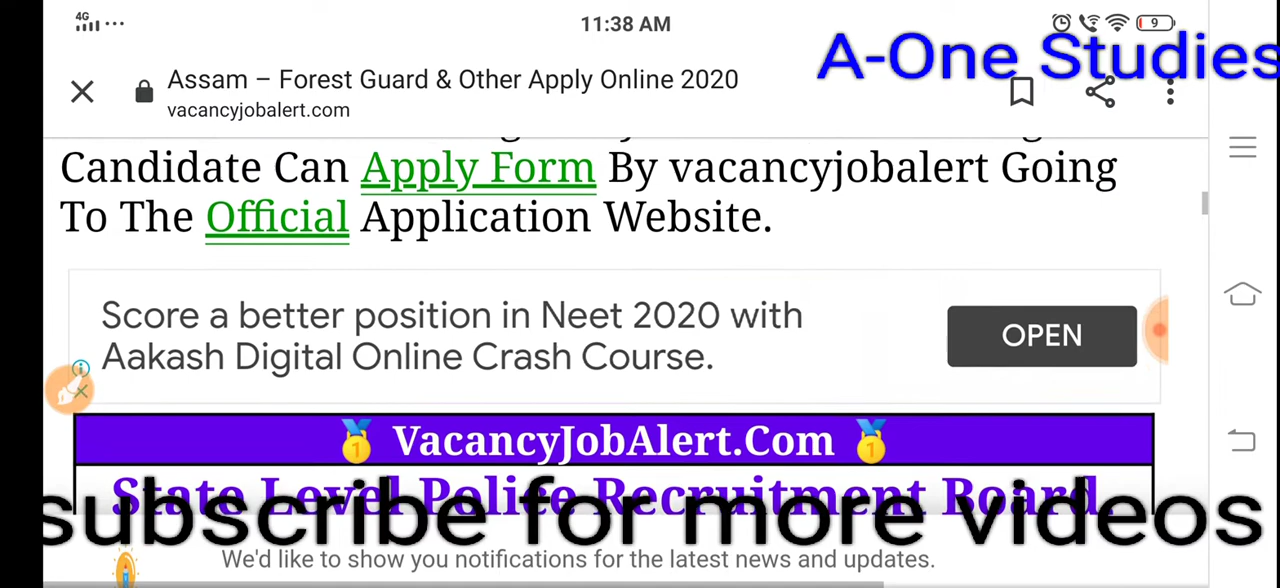 4G
11:38 AM
9
A-One Studies
Assam – Forest Guard & Other Apply Online 2020
vacancyjobalert.com
Candidate Can Apply Form By vacancyjobalert Going
To The Official Application Website.
Score a better position in Neet 2020 with
Aakash Digital Online Crash Course.
OPEN
VacancyJobAlert.Com
State Level Police Recruitment Board.
subscribe for more videos
We'd like to show you notifications for the latest news and updates.